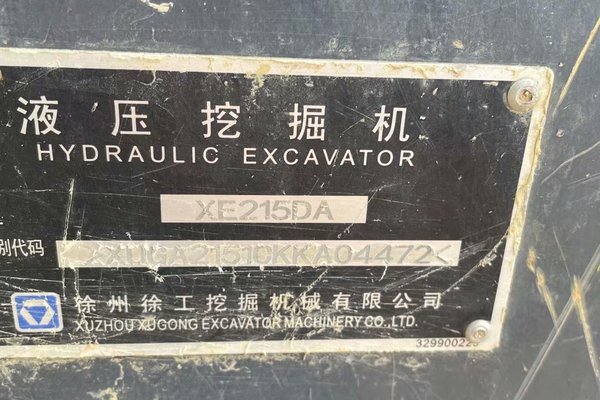 液压挖掘机
HYDRAULIC EXCAVATOR
XE215DA
别代码
XUGA2151CKKA04472<
徐州徐工挖掘机械有限公司
XUZHOU XUGONG EXCAVATOR MACHINERY CO.,LTD.